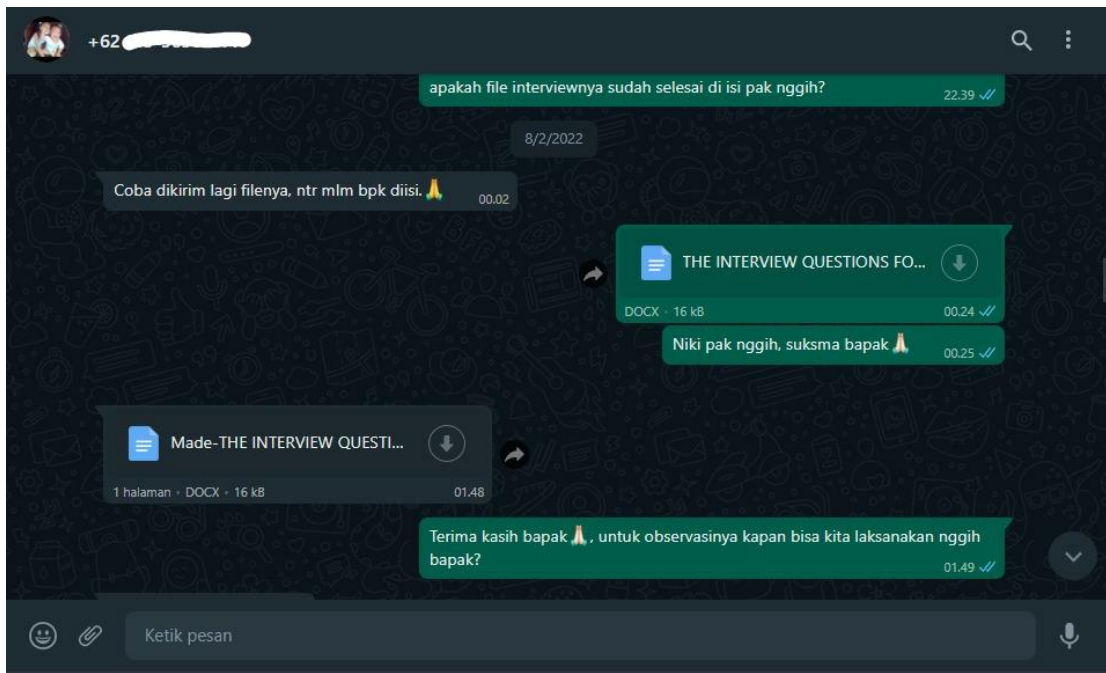 +62
apakah file interviewnya sudah selesai di isi pak nggih?
22.39
8/2/2022
Coba dikirim lagi filenya, ntr mlm bpk diisi.🙏
00.02
THE INTERVIEW QUESTIONS FO...
DOCX · 16 kB
00.24
Niki pak nggih, suksma bapak🙏🏻
00.25
Made-THE INTERVIEW QUESTI...
1 halaman · DOCX · 16 kB
01.48
Terima kasih bapak🙏🏻, untuk observasinya kapan bisa kita laksanakan nggih
bapak?
01.49
Ketik pesan